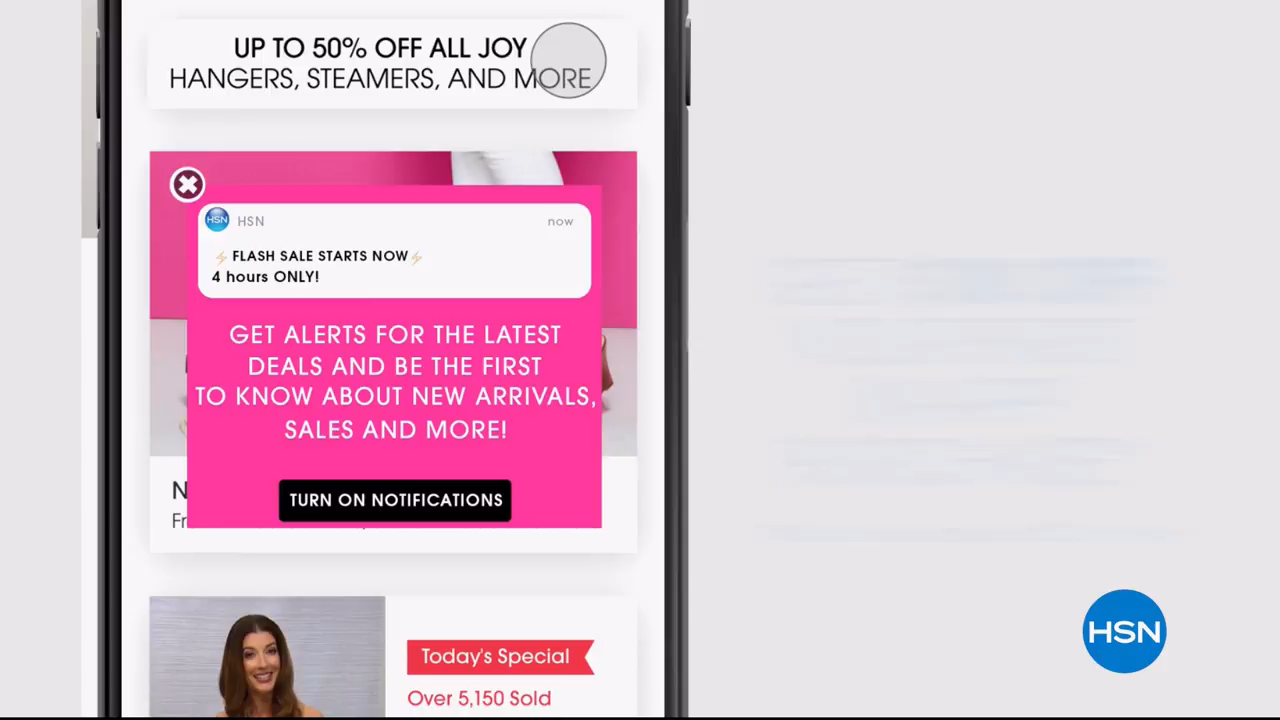 UP TO 50% OFF ALL JOY
HANGERS, STEAMERS, AND MORE
HSN
HSN
now
⚡FLASH SALE STARTS NOW⚡
4 hours ONLY!
GET ALERTS FOR THE LATEST
DEALS AND BE THE FIRST
TO KNOW ABOUT NEW ARRIVALS,
SALES AND MORE!
TURN ON NOTIFICATIONS
Today's Special
Over 5,150 Sold
HSN